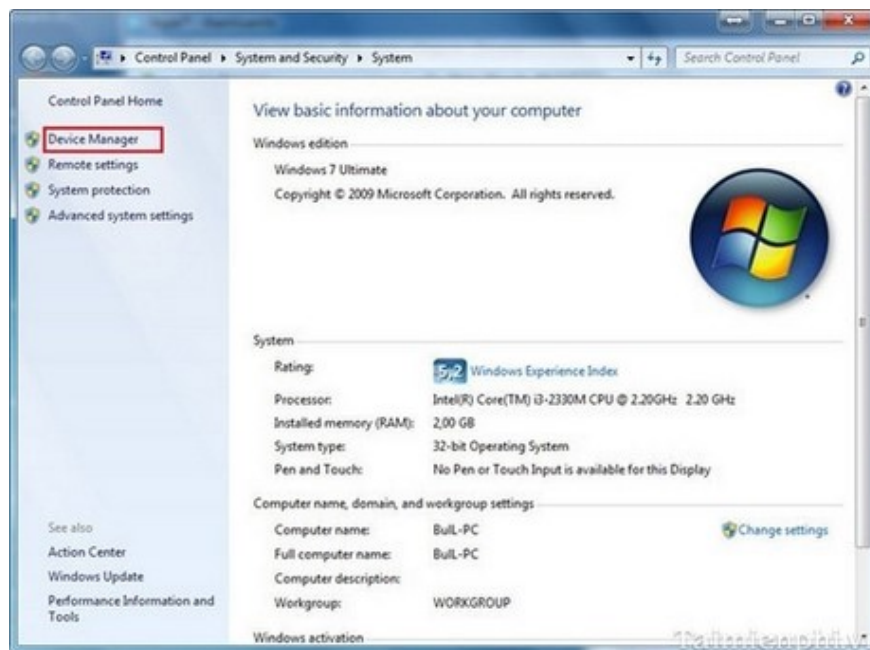 Control Panel ▸ System and Security ▸ System
Search Control Panel
Control Panel Home
Device Manager
Remote settings
System protection
Advanced system settings
See also
Action Center
Windows Update
Performance Information and
Tools
View basic information about your computer
Windows edition
Windows 7 Ultimate
Copyright © 2009 Microsoft Corporation. All rights reserved.
System
Rating:
5,2 Windows Experience Index
Processor: Intel(R) Core(TM) i3-2330M CPU @ 2.20GHz 2.20 GHz
Installed memory (RAM): 2,00 GB
System type: 32-bit Operating System
Pen and Touch: No Pen or Touch Input is available for this Display
Computer name, domain, and workgroup settings
Computer name: BuIL-PC
Change settings
Full computer name: BuIL-PC
Computer description:
Workgroup: WORKGROUP
Windows activation